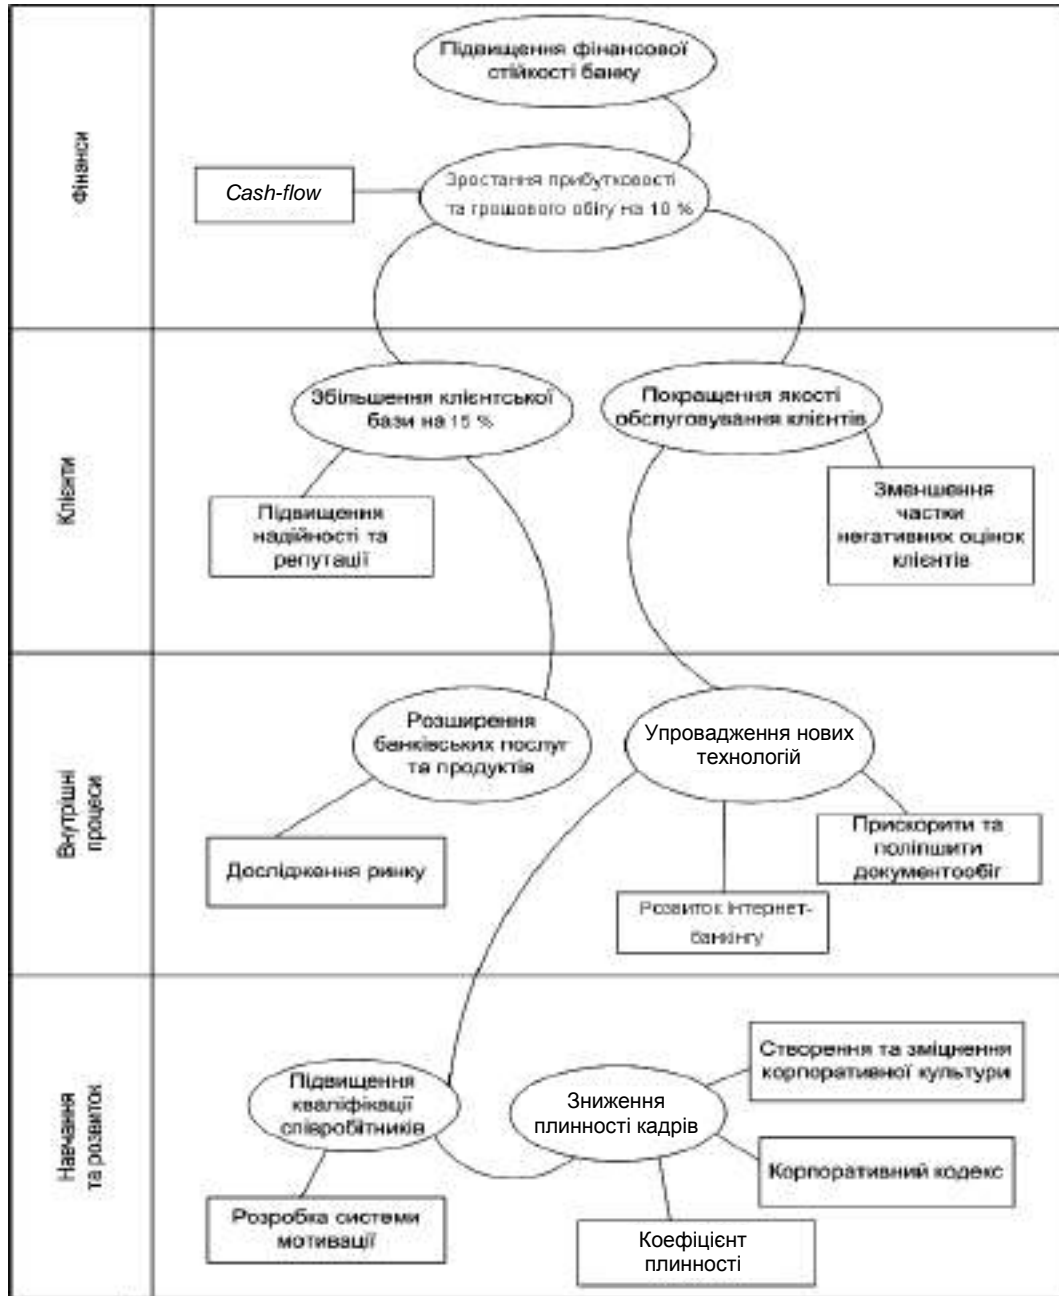 Фінанси
Підвищення фінансової
стійкості банку
Cash-flow
Зростання прибутковості
та грошового обігу на 10 %
Клієнти
Збільшення клієнтської
бази на 15 %
Покращення якості
обслуговування клієнтів
Підвищення
надійності та
репутації
Зменшення
частки
негативних оцінок
клієнтів
Внутрішні
процеси
Розширення
банківських послуг
та продуктів
Упровадження нових
технологій
Дослідження ринку
Прискорити та
поліпшити
документообіг
Розвиток інтернет-
банкінгу
Навчання
та розвиток
Підвищення
кваліфікації
співробітників
Зниження
плинності кадрів
Створення та зміцнення
корпоративної культури
Корпоративний кодекс
Розробка системи
мотивації
Коефіцієнт
плинності